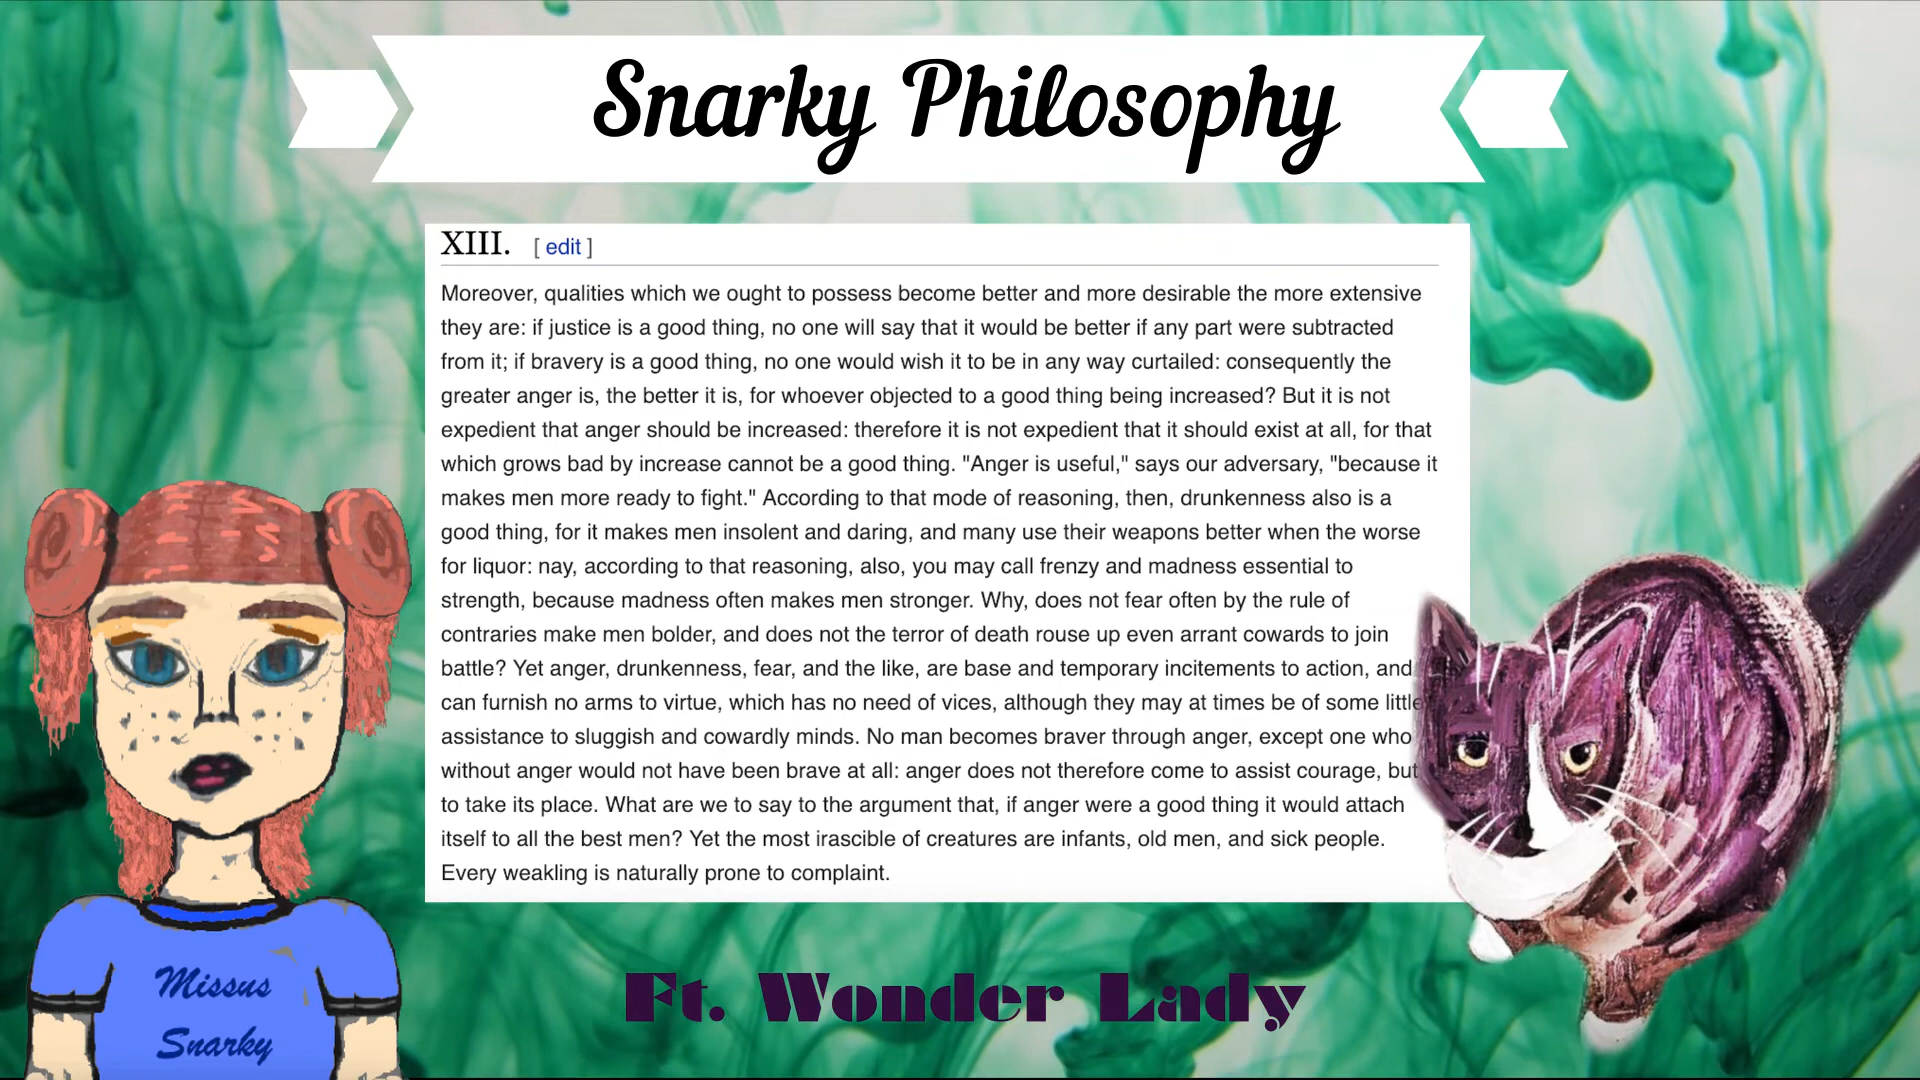 Snarky Philosophy
XIII. [ edit ]
Moreover, qualities which we ought to possess become better and more desirable the more extensive
they are: if justice is a good thing, no one will say that it would be better if any part were subtracted
from it; if bravery is a good thing, no one would wish it to be in any way curtailed: consequently the
greater anger is, the better it is, for whoever objected to a good thing being increased? But it is not
expedient that anger should be increased: therefore it is not expedient that it should exist at all, for that
which grows bad by increase cannot be a good thing. "Anger is useful," says our adversary, "because it
makes men more ready to fight." According to that mode of reasoning, then, drunkenness also is a
good thing, for it makes men insolent and daring, and many use their weapons better when the worse
for liquor: nay, according to that reasoning, also, you may call frenzy and madness essential to
strength, because madness often makes men stronger. Why, does not fear often by the rule of
contraries make men bolder, and does not the terror of death rouse up even arrant cowards to join
battle? Yet anger, drunkenness, fear, and the like, are base and temporary incitements to action, and
can furnish no arms to virtue, which has no need of vices, although they may at times be of some little
assistance to sluggish and cowardly minds. No man becomes braver through anger, except one who
without anger would not have been brave at all: anger does not therefore come to assist courage, but
to take its place. What are we to say to the argument that, if anger were a good thing it would attach
itself to all the best men? Yet the most irascible of creatures are infants, old men, and sick people.
Every weakling is naturally prone to complaint.
Missus
Snarky
Ft. Wonder Lady